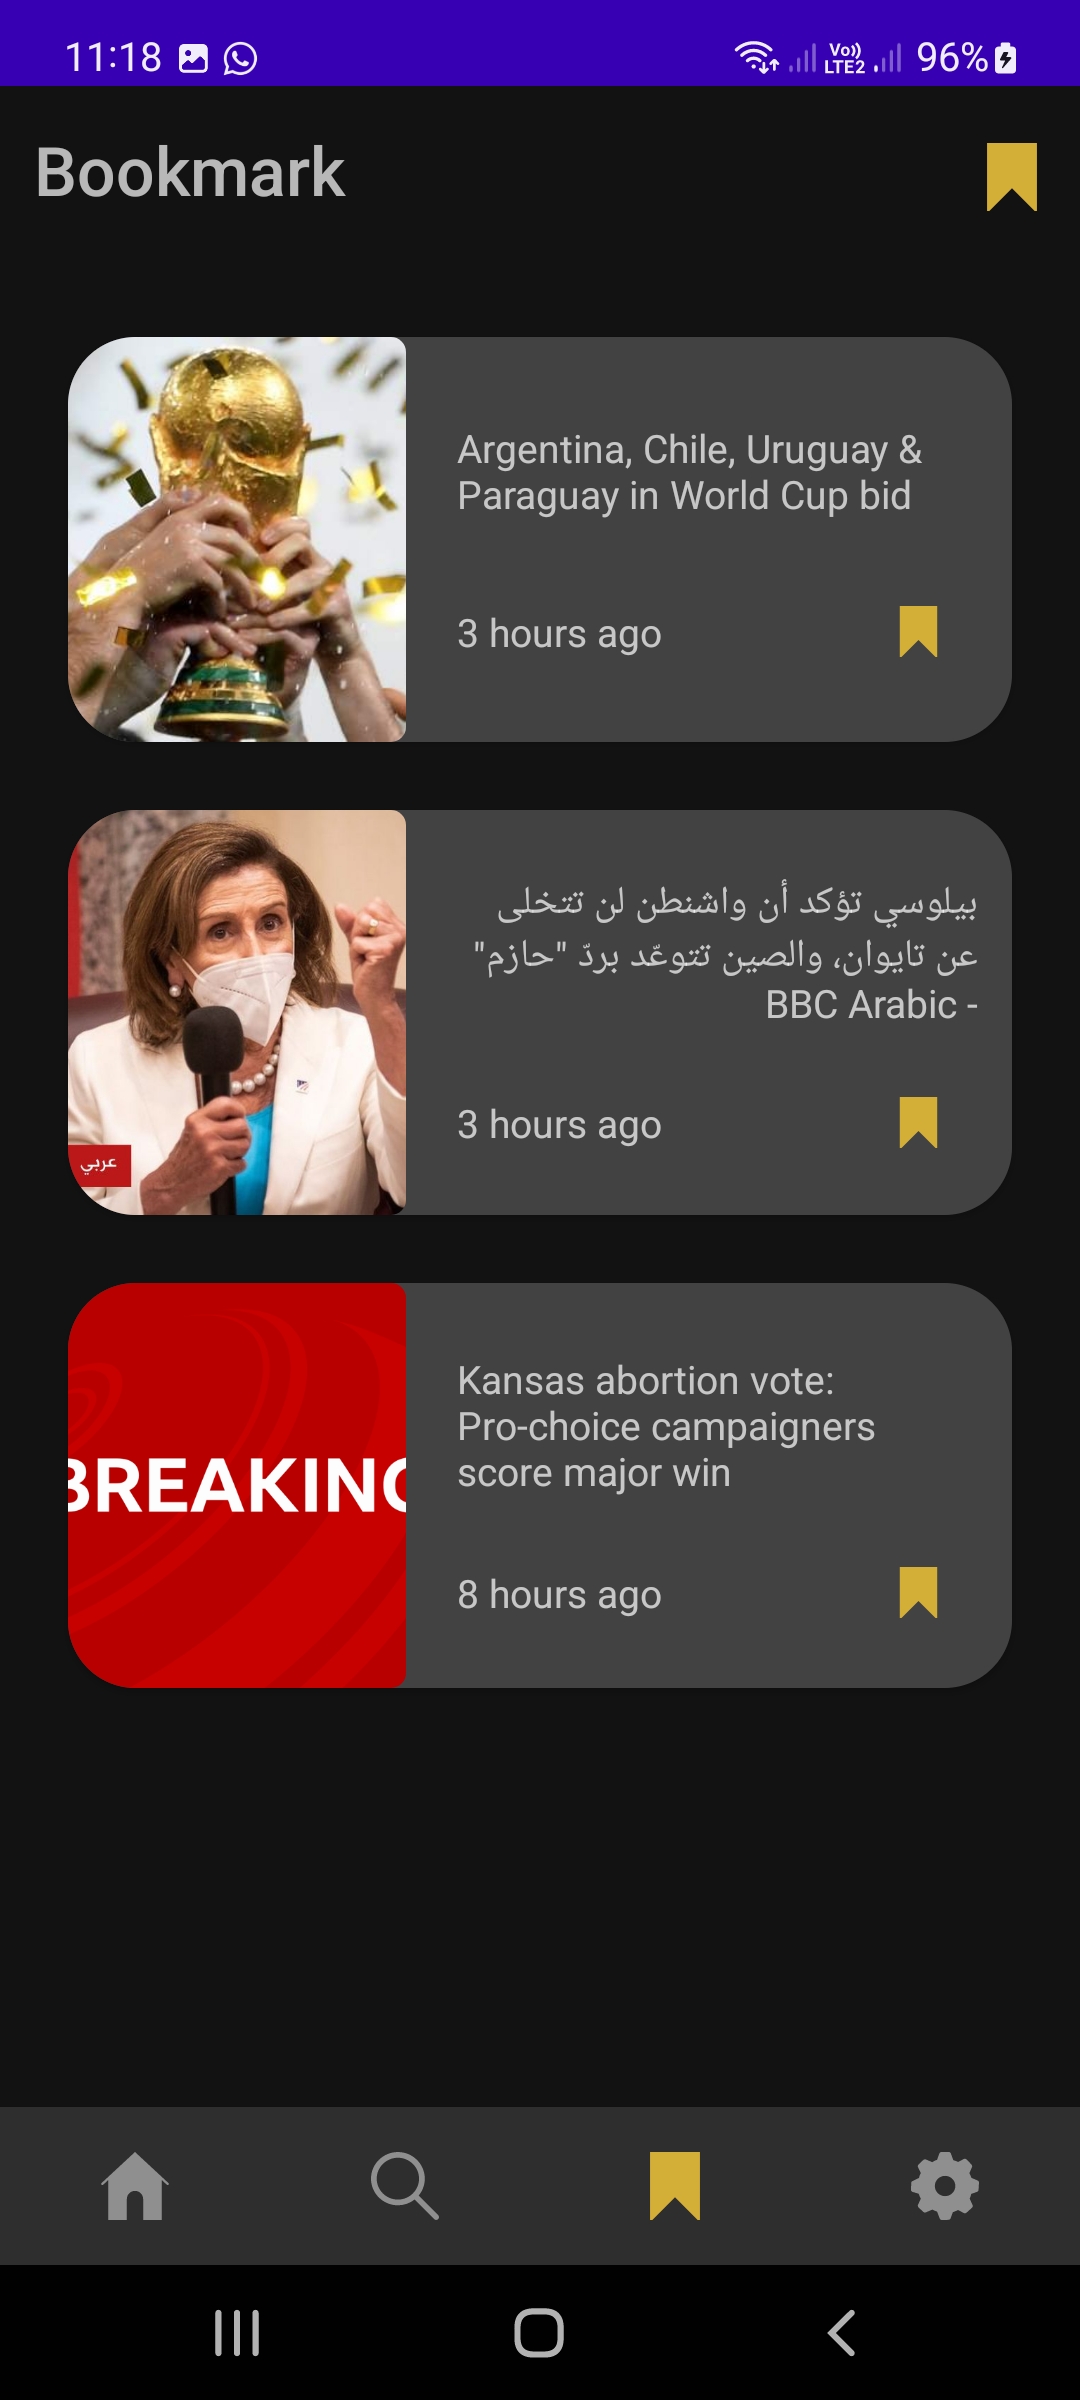 11:18
Vo))
LTE2
96%
Bookmark
Argentina, Chile, Uruguay &
Paraguay in World Cup bid
3 hours ago
بيلوسي تؤكد أن واشنطن لن تتخلى
عن تايوان، والصين تتوعّد بردّ "حازم"
- BBC Arabic
3 hours ago
عربي
BREAKING
Kansas abortion vote:
Pro-choice campaigners
score major win
8 hours ago